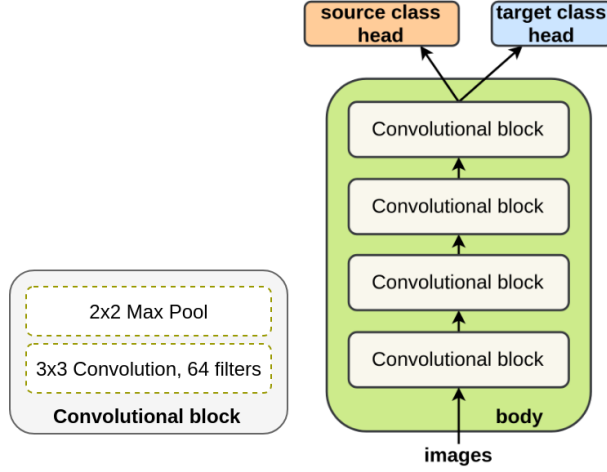 source class
head
target class
head
Convolutional block
Convolutional block
Convolutional block
Convolutional block
body
images
2x2 Max Pool
3x3 Convolution, 64 filters
Convolutional block